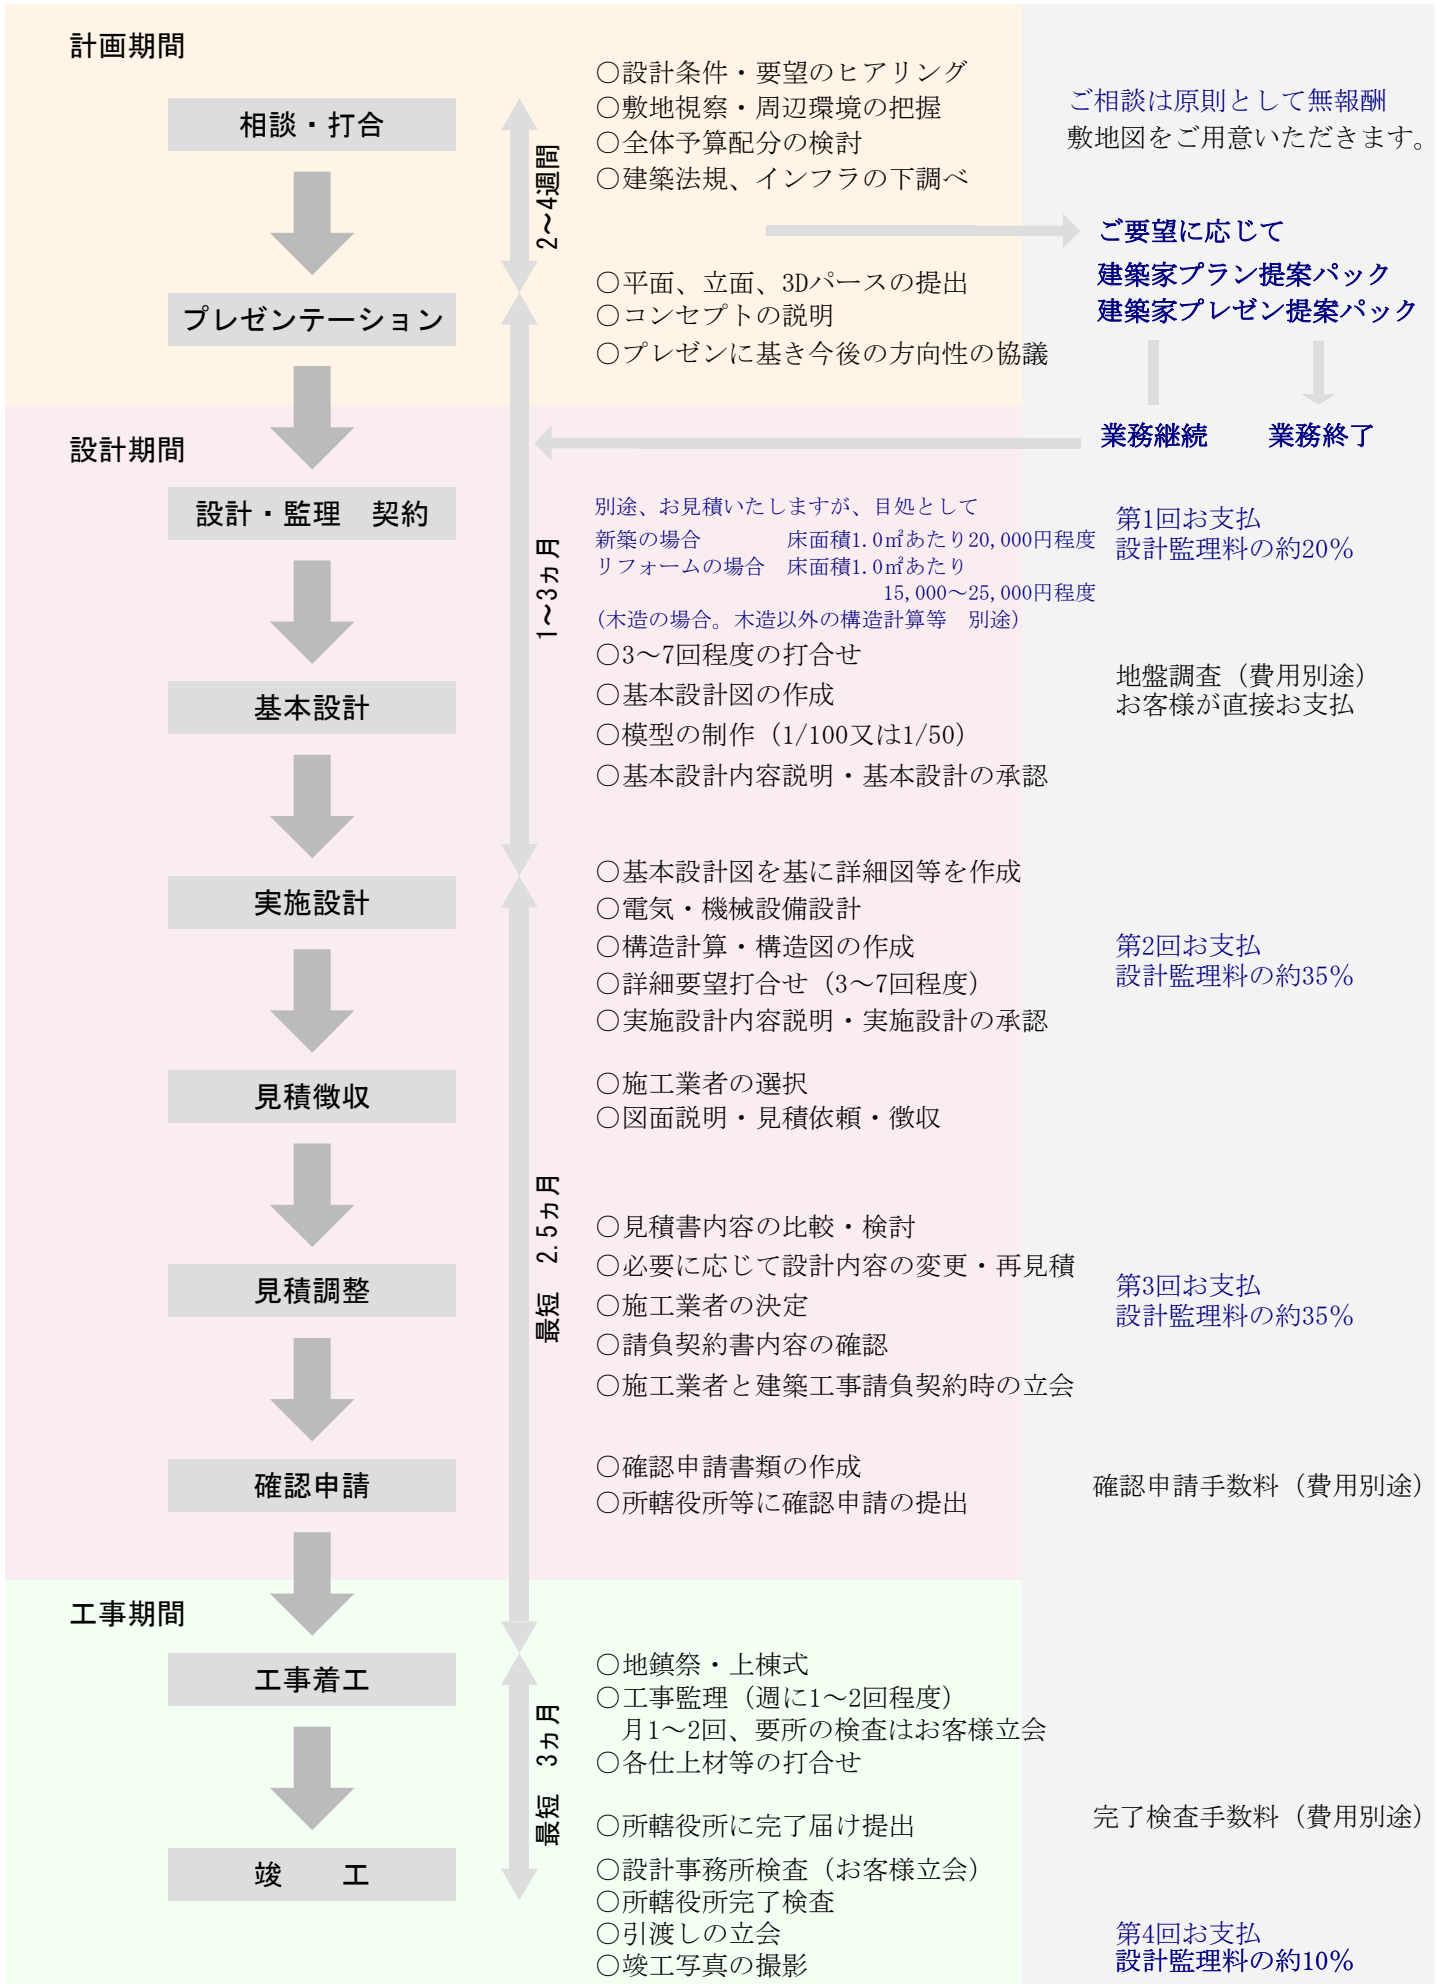 計画期間
相談・打合
2～4週間
○設計条件・要望のヒアリング
○敷地視察・周辺環境の把握
○全体予算配分の検討
○建築法規、インフラの下調べ
ご相談は原則として無報酬
敷地図をご用意いただきます。
ご要望に応じて
建築家プラン提案パック
建築家プレゼン提案パック
プレゼンテーション
○平面、立面、3Dパースの提出
○コンセプトの説明
○プレゼンに基き今後の方向性の協議
業務継続 業務終了
設計期間
設計・監理　契約
1～3ヵ月
別途、お見積いたしますが、目処として
新築の場合 床面積1.0㎡あたり20,000円程度
リフォームの場合 床面積1.0㎡あたり
15,000～25,000円程度
(木造の場合。木造以外の構造計算等　別途)
第1回お支払
設計監理料の約20%
基本設計
○3～7回程度の打合せ
○基本設計図の作成
○模型の制作（1/100又は1/50）
○基本設計内容説明・基本設計の承認
地盤調査（費用別途）
お客様が直接お支払
実施設計
○基本設計図を基に詳細図等を作成
○電気・機械設備設計
○構造計算・構造図の作成
○詳細要望打合せ（3～7回程度）
○実施設計内容説明・実施設計の承認
第2回お支払
設計監理料の約35%
見積徴収
○施工業者の選択
○図面説明・見積依頼・徴収
最短　2.5ヵ月
見積調整
○見積書内容の比較・検討
○必要に応じて設計内容の変更・再見積
○施工業者の決定
○請負契約書内容の確認
○施工業者と建築工事請負契約時の立会
第3回お支払
設計監理料の約35%
確認申請
○確認申請書類の作成
○所轄役所等に確認申請の提出
確認申請手数料（費用別途）
工事期間
工事着工
最短　3ヵ月
○地鎮祭・上棟式
○工事監理（週に1～2回程度）
月1～2回、要所の検査はお客様立会
○各仕上材等の打合せ
○所轄役所に完了届け提出
完了検査手数料（費用別途）
竣　　工
○設計事務所検査（お客様立会）
○所轄役所完了検査
○引渡しの立会
○竣工写真の撮影
第4回お支払
設計監理料の約10%